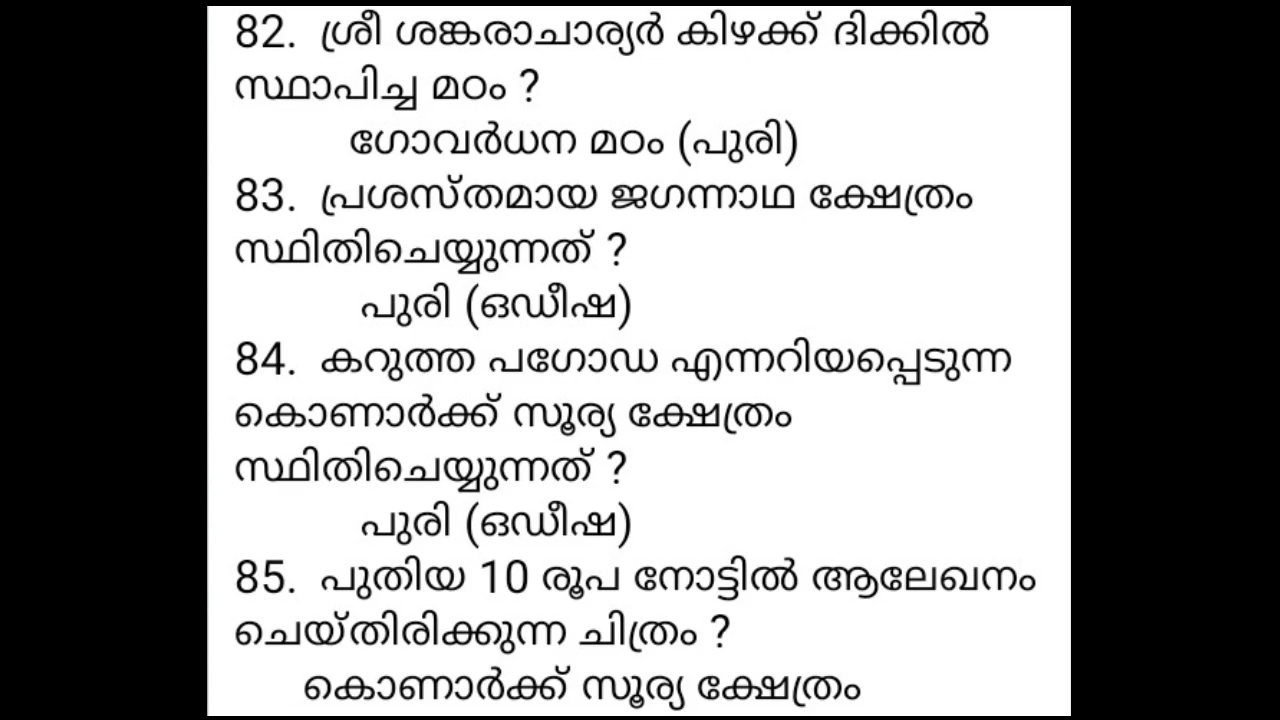 82. ശ്രീ ശങ്കരാചാര്യർ കിഴക്ക് ദിക്കിൽ
സ്ഥാപിച്ച മഠം ?
ഗോവർധന മഠം (പുരി)
83. പ്രശസ്തമായ ജഗന്നാഥ ക്ഷേത്രം
സ്ഥിതിചെയ്യുന്നത് ?
പുരി (ഒഡീഷ)
84. കറുത്ത പഗോഡ എന്നറിയപ്പെടുന്ന
കൊണാർക്ക് സൂര്യ ക്ഷേത്രം
സ്ഥിതിചെയ്യുന്നത് ?
പുരി (ഒഡീഷ)
85. പുതിയ 10 രൂപ നോട്ടിൽ ആലേഖനം
ചെയ്തിരിക്കുന്ന ചിത്രം ?
കൊണാർക്ക് സൂര്യ ക്ഷേത്രം